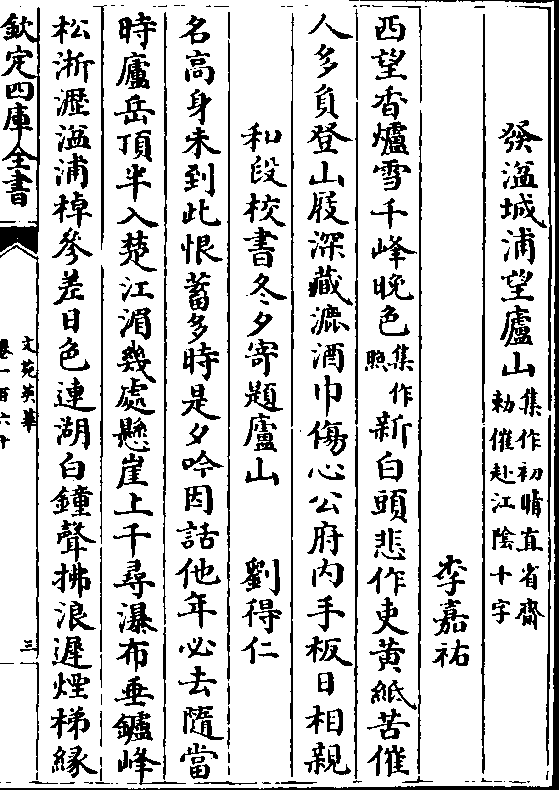 發湓城浦望廬山集作初晴直省齋勅催赴江隂十字
李嘉祐
西望香爐雪千峰晚色集作照新白頭悲作吏黄紙苦催
人多負登山屐深藏漉酒巾傷心公府内手板日相親
和段校書冬夕寄題廬山 劉得仁
名髙身未到此恨蓄多時是夕吟因話他年必去隨當
時廬岳頂半入楚江湄幾處懸崖上千尋瀑布垂鑪峰
松淅瀝湓浦棹參差日色連湖白鐘聲拂浪遲煙梯緣
欽定四庫全書
文苑英華
卷一百六十
三